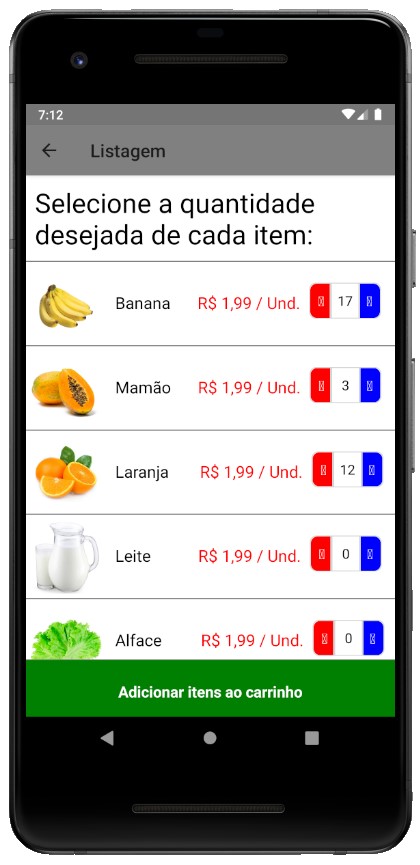 7:12
Listagem
Selecione a quantidade
desejada de cada item:
Banana R$ 1,99 / Und. 17
Mamão R$ 1,99 / Und. 3
Laranja R$ 1,99 / Und. 12
Leite R$ 1,99 / Und. 0
Alface R$ 1,99 / Und. 0
Adicionar itens ao carrinho